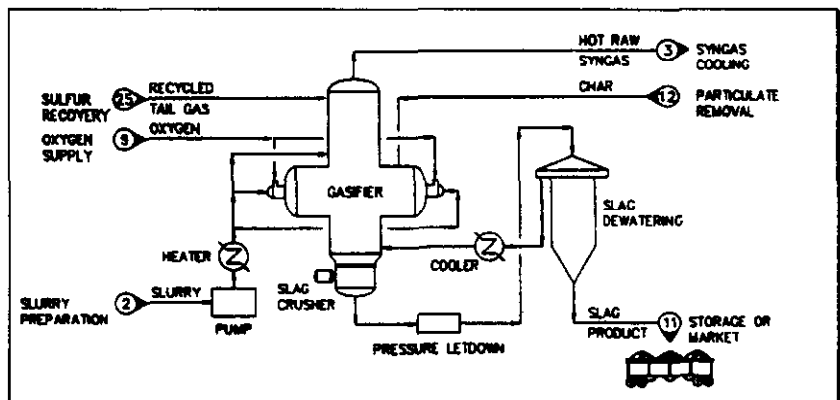 HOT RAW
SYNGAS
3
SYNGAS
COOLING
SULFUR
RECOVERY
25
RECYCLED
TAIL GAS
CHAR
12
PARTICULATE
REMOVAL
OXYGEN
SUPPLY
9
OXYGEN
GASIFIER
SLAG
DEWATERING
HEATER
COOLER
SLAG
CRUSHER
SLURRY
PREPARATION
2
SLURRY
PUMP
PRESSURE LETDOWN
SLAG
PRODUCT
11
STORAGE OR
MARKET